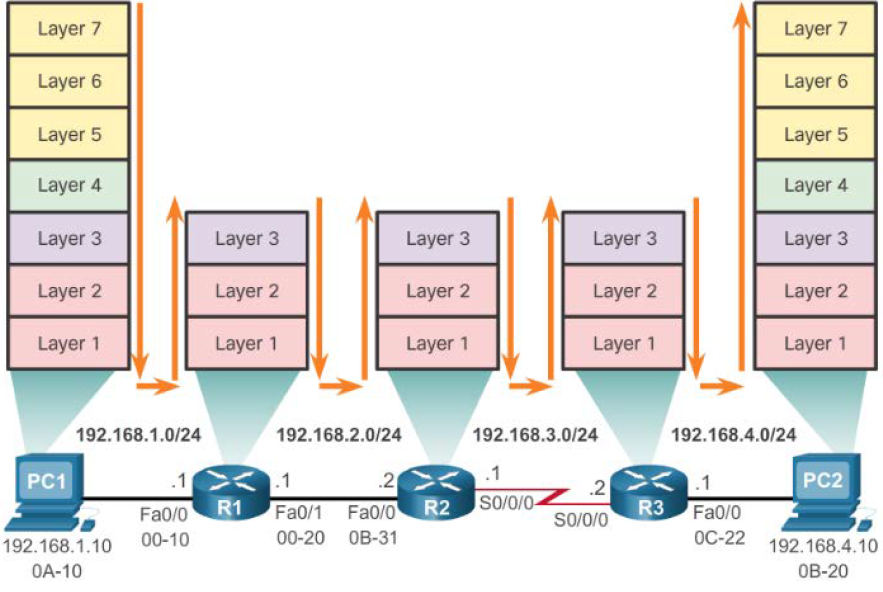 Layer 7
Layer 6
Layer 5
Layer 4
Layer 3
Layer 2
Layer 1
Layer 3
Layer 2
Layer 1
Layer 3
Layer 2
Layer 1
Layer 3
Layer 2
Layer 1
Layer 7
Layer 6
Layer 5
Layer 4
Layer 3
Layer 2
Layer 1
192.168.1.0/24
192.168.2.0/24
192.168.3.0/24
192.168.4.0/24
PC1
192.168.1.10
0A-10
.1
Fa0/0
00-10
R1
.1
Fa0/1
00-20
.2
Fa0/0
0B-31
R2
.1
S0/0/0
.2
S0/0/0
R3
.1
Fa0/0
0C-22
PC2
192.168.4.10
0B-20